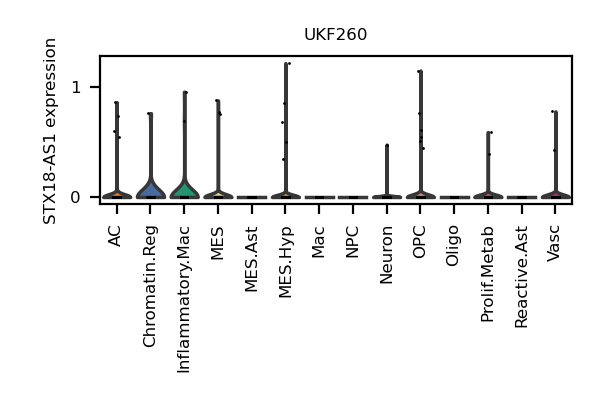 UKF260
STX18-AS1 expression
1
0
AC
Chromatin.Reg
Inflammatory.Mac
MES
MES.Ast
MES.Hyp
Mac
NPC
Neuron
OPC
Oligo
Prolif.Metab
Reactive.Ast
Vasc